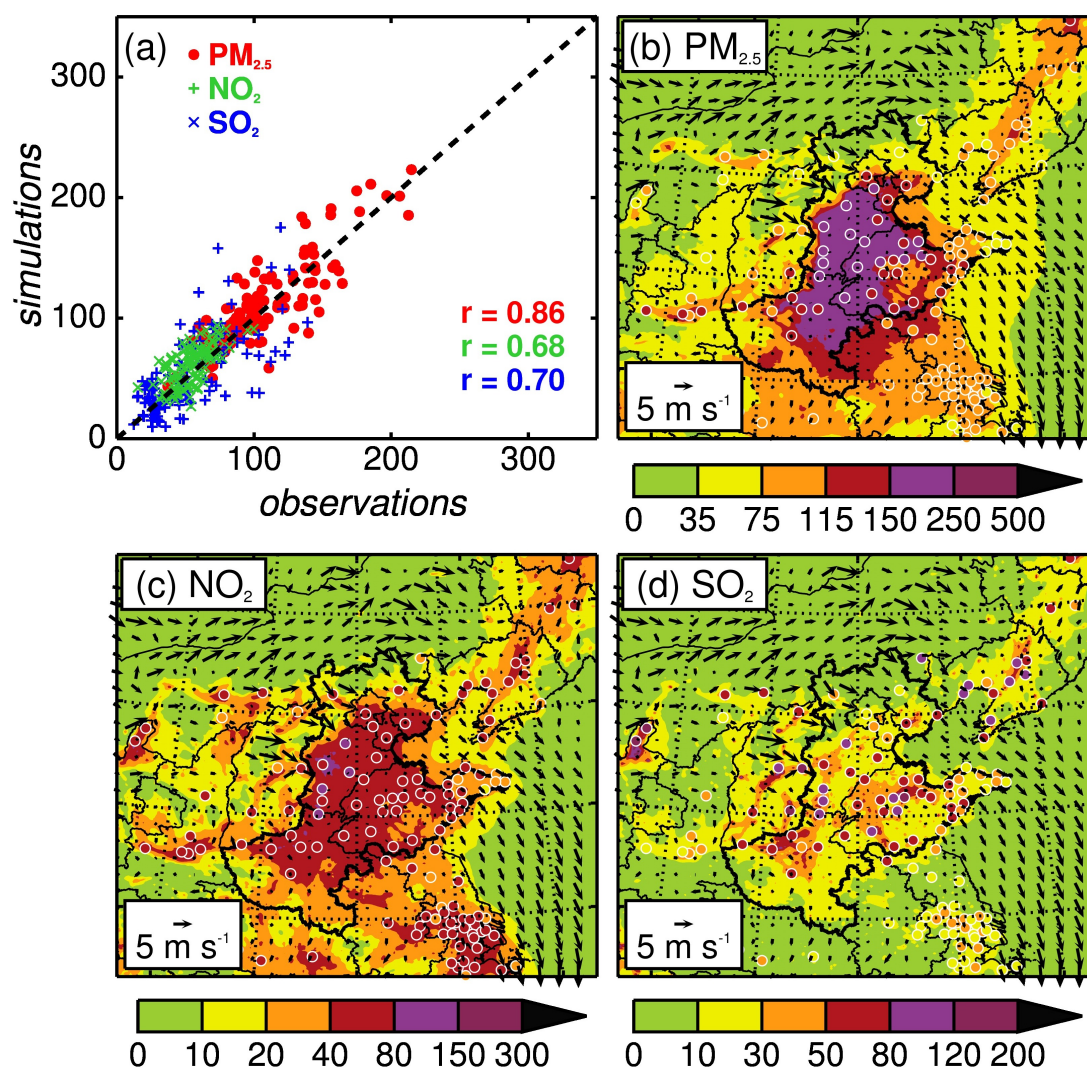 (a)
PM2.5
NO2
SO2
300
200
100
0
simulations
r = 0.86
r = 0.68
r = 0.70
0 100 200 300
observations
(b) PM2.5
5 m s-1
0 35 75 115 150 250 500
(c) NO2
5 m s-1
0 10 20 40 80 150 300
(d) SO2
5 m s-1
0 10 30 50 80 120 200